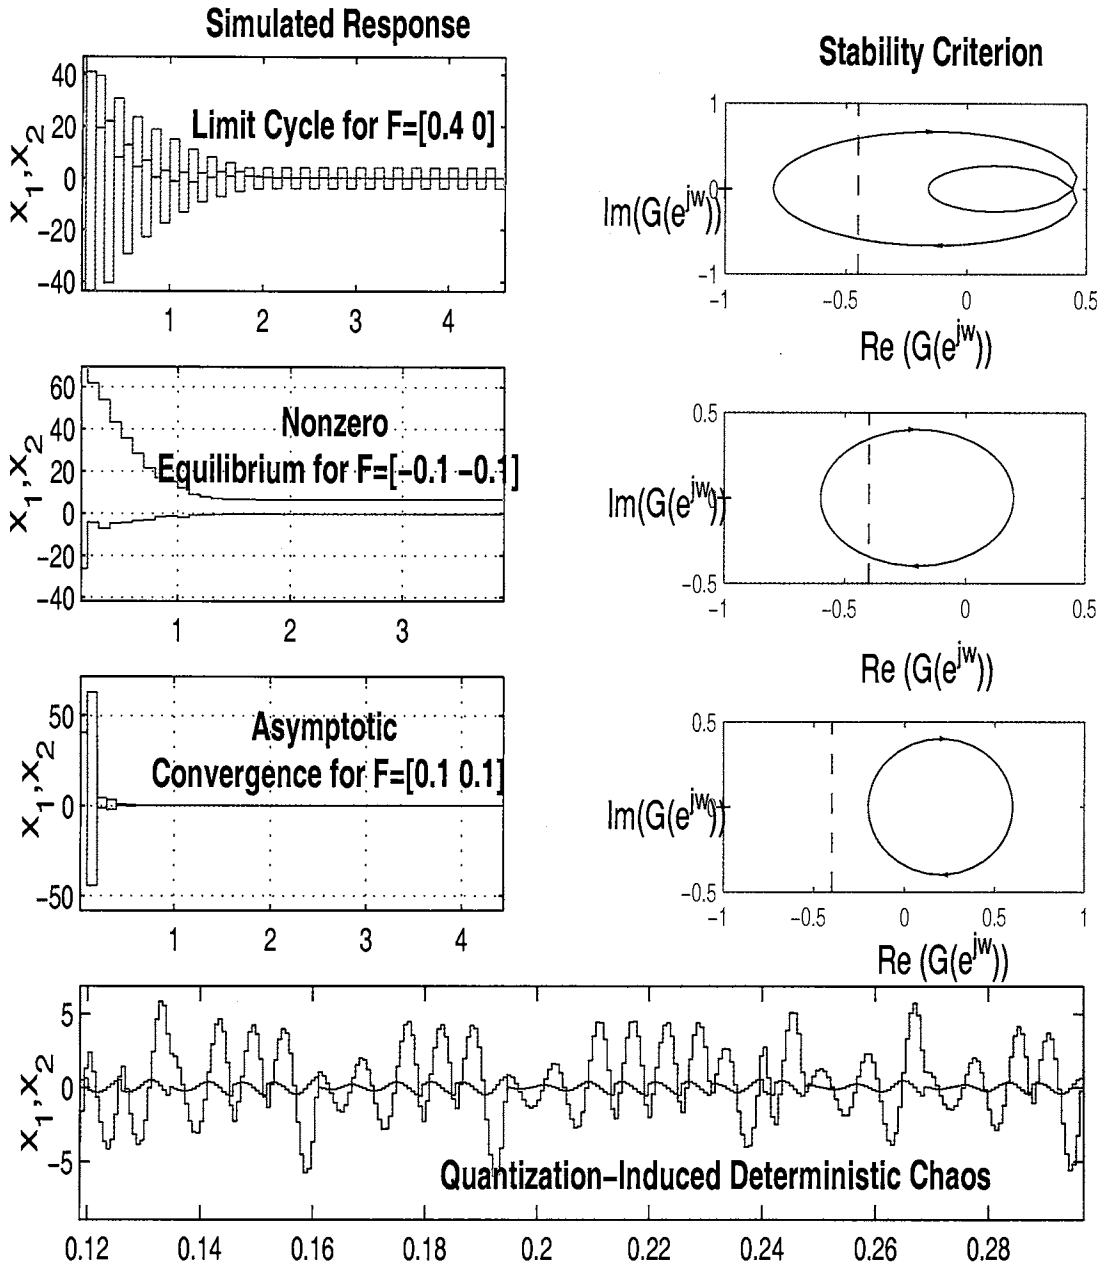 Simulated Response
Stability Criterion
Limit Cycle for F=[0.4 0]
x1,x2
40
20
0
−20
−40
1 2 3 4
Im(G(e^jw))
1
0
−1
−1 −0.5 0 0.5
Re (G(e^jw))
Nonzero
Equilibrium for F=[−0.1 −0.1]
x1,x2
60
40
20
0
−20
−40
1 2 3
Im(G(e^jw))
0.5
0
−0.5
−1 −0.5 0 0.5
Re (G(e^jw))
Asymptotic
Convergence for F=[0.1 0.1]
x1,x2
50
0
−50
1 2 3 4
Im(G(e^jw))
0.5
0
−0.5
−1 −0.5 0 0.5 1
Re (G(e^jw))
x1,x2
5
0
−5
Quantization−Induced Deterministic Chaos
0.12 0.14 0.16 0.18 0.2 0.22 0.24 0.26 0.28